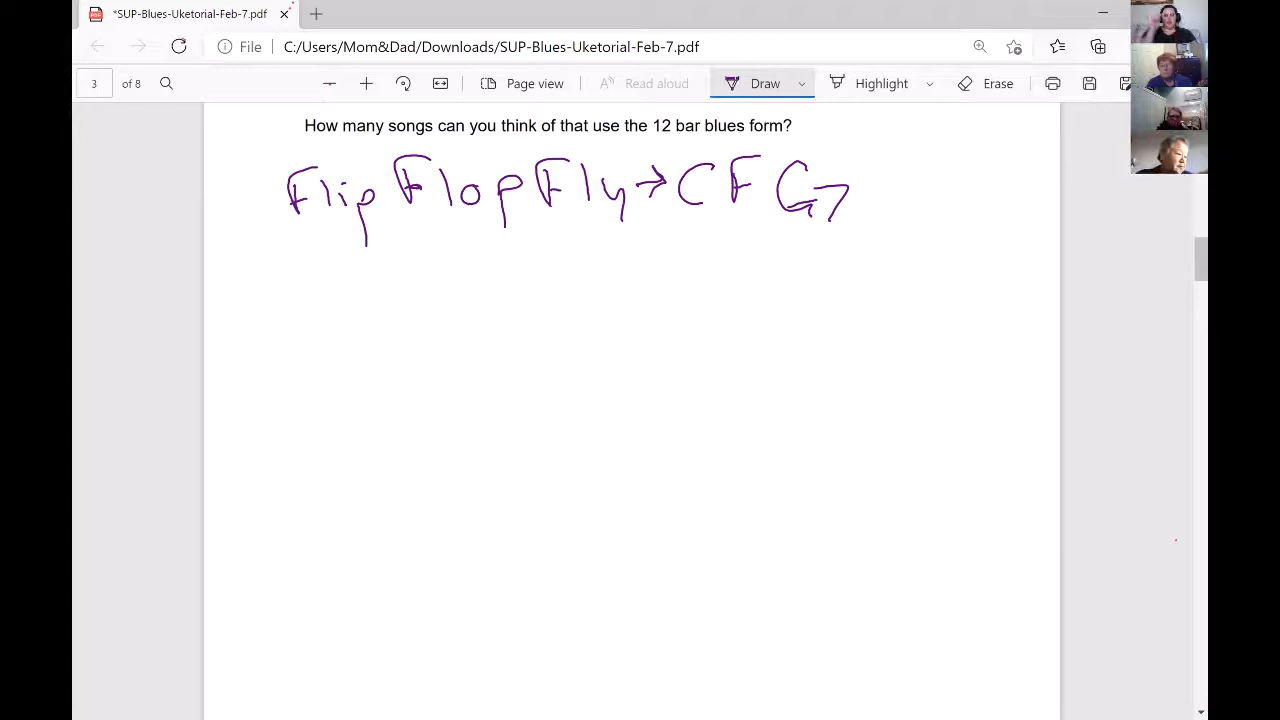 *SUP-Blues-Uketorial-Feb-7.pdf
File C:/Users/Mom&Dad/Downloads/SUP-Blues-Uketorial-Feb-7.pdf
3 of 8 Page view Read aloud Draw Highlight Erase
How many songs can you think of that use the 12 bar blues form?
Flip Flop Fly → C F G7